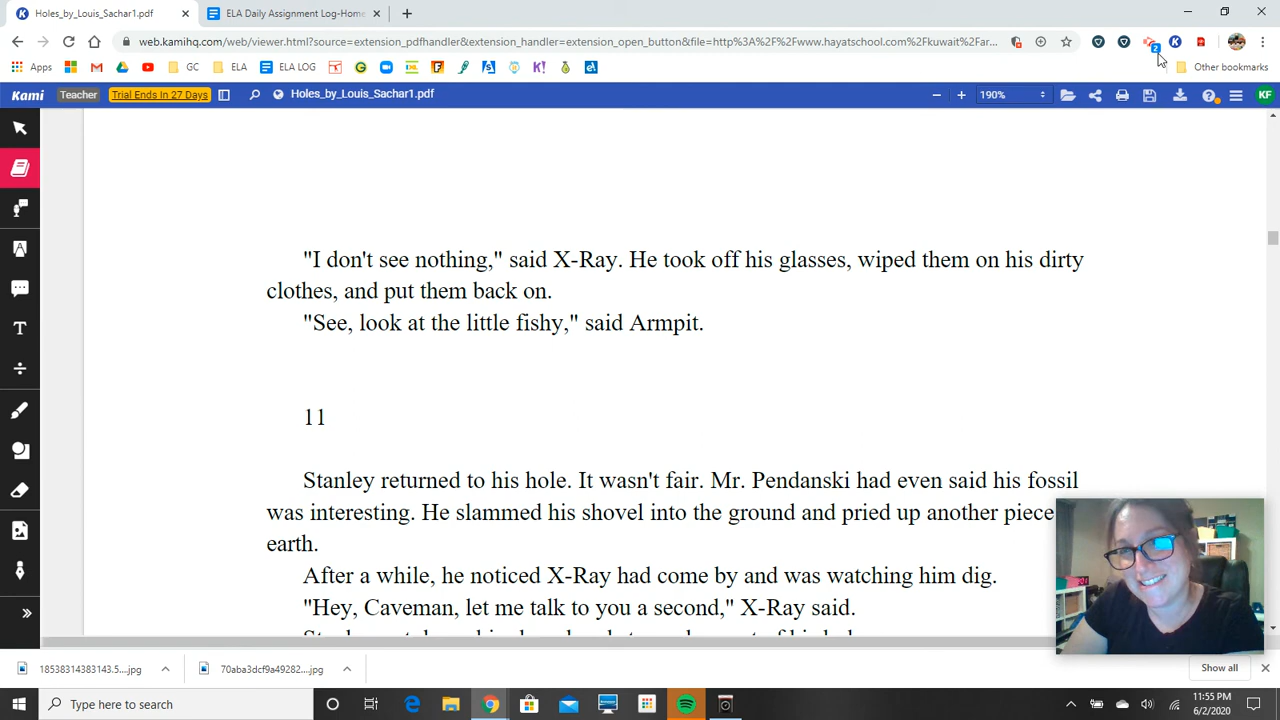 Holes_by_Louis_Sachar1.pdf
ELA Daily Assignment Log-Home
web.kamihq.com/web/viewer.html?source=extension_pdfhandler&extension_handler=extension_open_button&file=http%3A%2F%2Fwww.hayatschool.com%2Fkuwait%2Far...
2
Apps
GC
ELA
ELA LOG
Other bookmarks
Kami
Teacher
Trial Ends In 27 Days
Holes_by_Louis_Sachar1.pdf
190%
KF
"I don't see nothing," said X-Ray. He took off his glasses, wiped them on his dirty
clothes, and put them back on.
"See, look at the little fishy," said Armpit.
11
Stanley returned to his hole. It wasn't fair. Mr. Pendanski had even said his fossil
was interesting. He slammed his shovel into the ground and pried up another piece
earth.
After a while, he noticed X-Ray had come by and was watching him dig.
"Hey, Caveman, let me talk to you a second," X-Ray said.
18538314383143.5....jpg
70aba3dcf9a49282....jpg
Show all
Type here to search
11:55 PM
6/2/2020